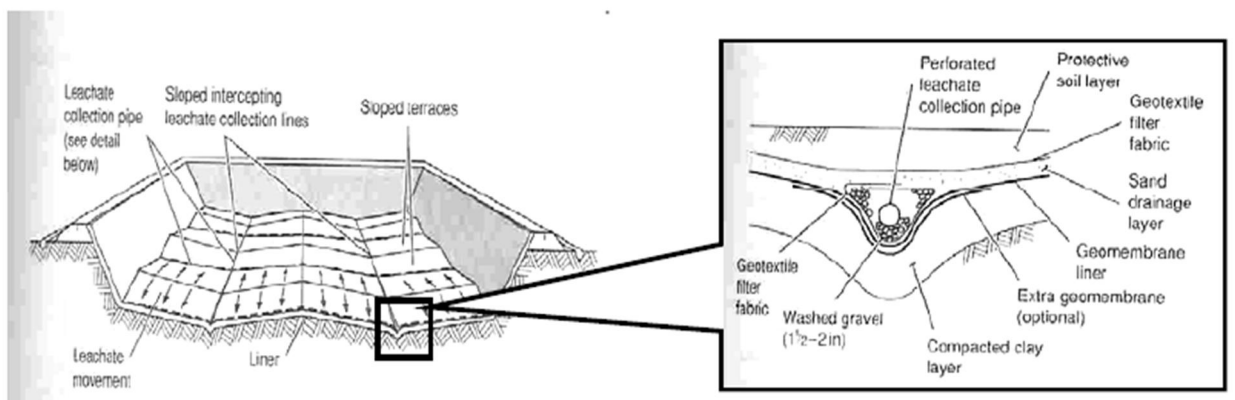 Leachate
collection pipe
(see detail
below)
Sloped intercepting
leachate collection lines
Sloped terraces
Leachate
movement
Liner
Perforated
leachate
collection pipe
Protective
soil layer
Geotextile
filter
fabric
Sand
drainage
layer
Geomembrane
liner
Extra geomembrane
(optional)
Compacted clay
layer
Washed gravel
(1½–2in)
Geotextile
filter
fabric